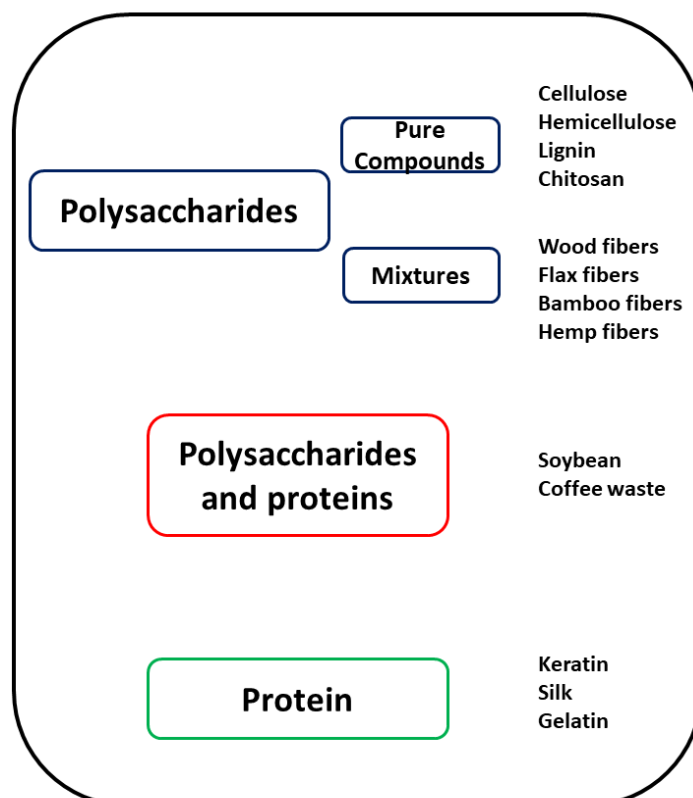 Polysaccharides
Pure
Compounds
Cellulose
Hemicellulose
Lignin
Chitosan
Mixtures
Wood fibers
Flax fibers
Bamboo fibers
Hemp fibers
Polysaccharides
and proteins
Soybean
Coffee waste
Protein
Keratin
Silk
Gelatin